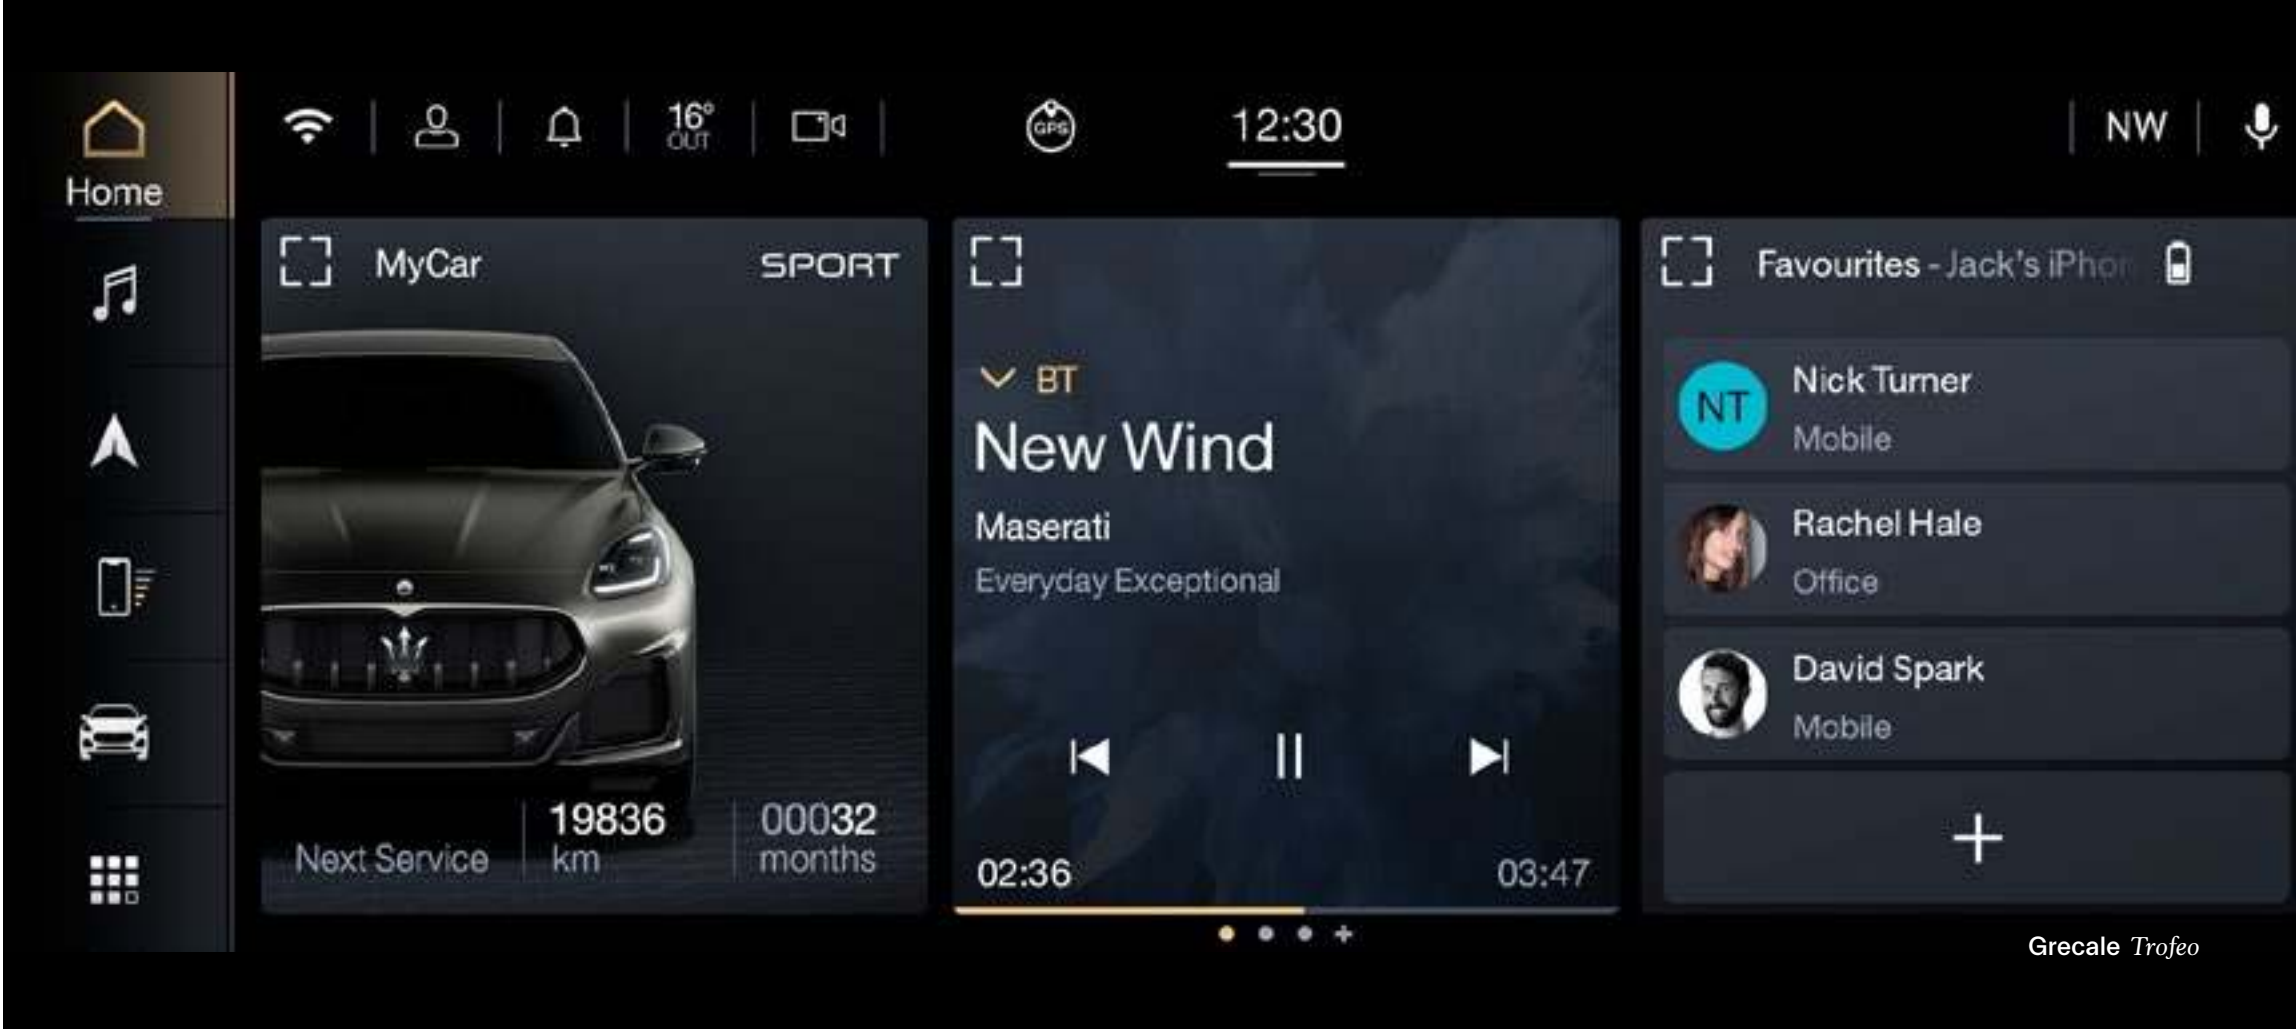 Home
16°
OUT
GPS
12:30
NW
MyCar
SPORT
Next Service
19836
km
00032
months
BT
New Wind
Maserati
Everyday Exceptional
02:36
03:47
Favourites - Jack's iPhon
NT
Nick Turner
Mobile
Rachel Hale
Office
David Spark
Mobile
Grecale Trofeo